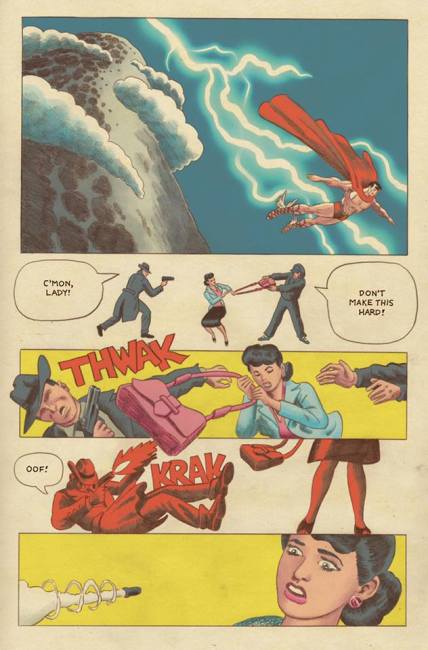 C'MON,
LADY!
DON'T
MAKE THIS
HARD!
THWAK
OOF!
KRAK